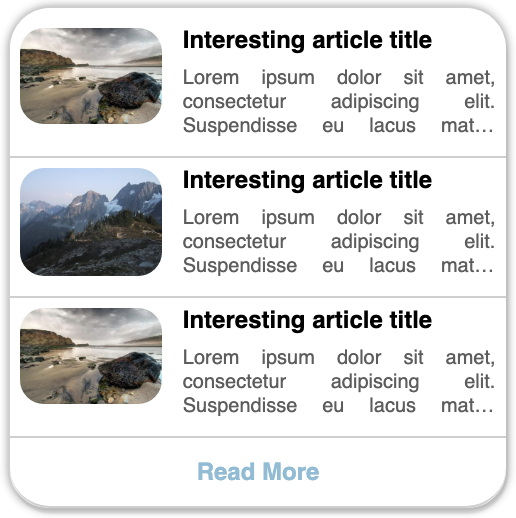 Interesting article title
Lorem ipsum dolor sit amet,
consectetur adipiscing elit.
Suspendisse eu lacus mat...
Interesting article title
Lorem ipsum dolor sit amet,
consectetur adipiscing elit.
Suspendisse eu lacus mat...
Interesting article title
Lorem ipsum dolor sit amet,
consectetur adipiscing elit.
Suspendisse eu lacus mat...
Read More